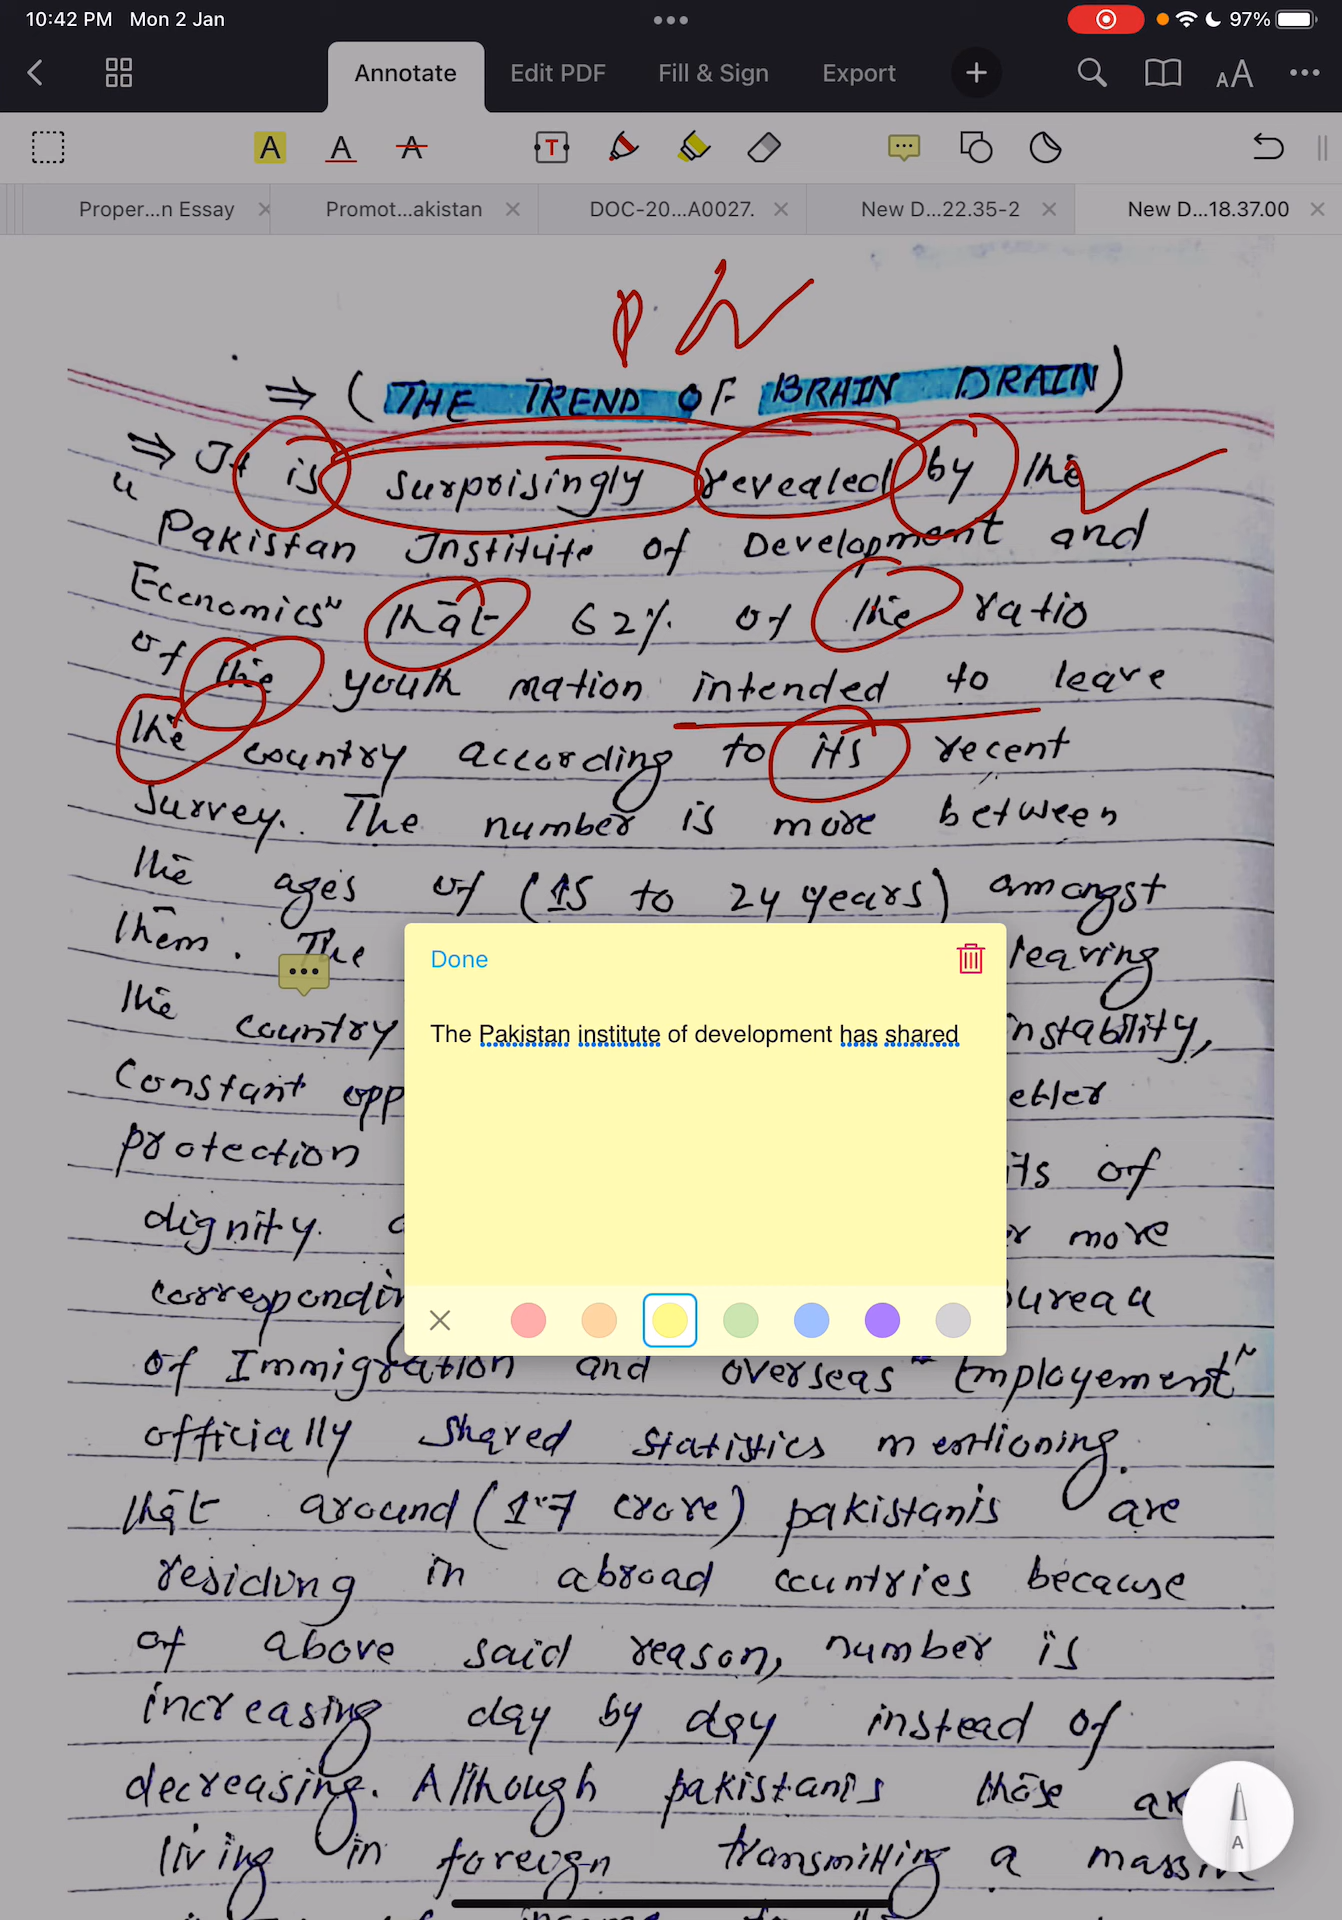 10:42 PM Mon 2 Jan
97%
Annotate Edit PDF Fill & Sign Export
AA
A A A T
Proper...n Essay Promot...akistan DOC-20...A0027. New D...22.35-2 New D...18.37.00
⇒ (THE TREND OF BRAIN DRAIN)
⇒ It is surprisingly revealed by the
Pakistan Institute of Development and
Economics" that 62% of the ratio
of the youth mation intended to leave
the country according to its recent
survey. The number is more between
the ages of (15 to 24 years) amongst
them. The leaving
the country instability,
Constant opp etter
protection its of
dignity. more
correspondin ureau
of Immigration and overseas Employement"
officially shared statistics mentioning
that around (1.7 crore) pakistanis are
residing in abroad countries because
of above said reason, number is
increasing day by day instead of
decreasing. Although pakistanis those ar
living in foreign transmitting a massiv
Done
The Pakistan institute of development has shared
A